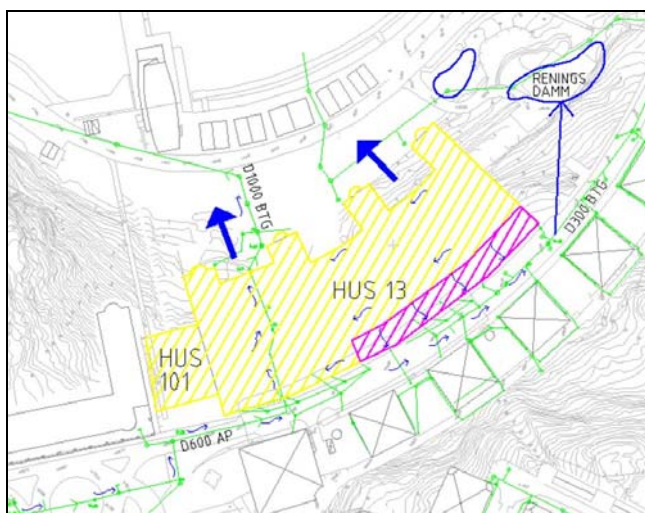 RENINGS
DAMM
D1000 BTG
D300 BTG
HUS 13
HUS
101
D600 AP